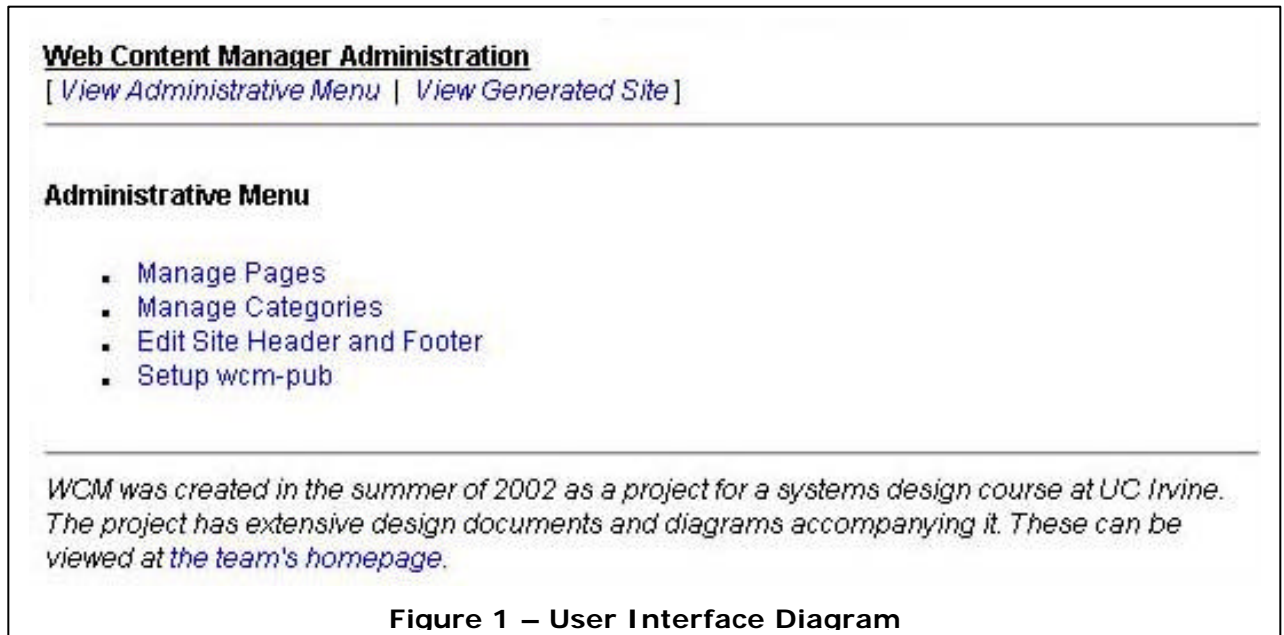 Web Content Manager Administration
[ View Administrative Menu | View Generated Site ]
Administrative Menu
Manage Pages
Manage Categories
Edit Site Header and Footer
Setup wcm-pub
WCM was created in the summer of 2002 as a project for a systems design course at UC Irvine.
The project has extensive design documents and diagrams accompanying it. These can be
viewed at the team's homepage.
Figure 1 – User Interface Diagram